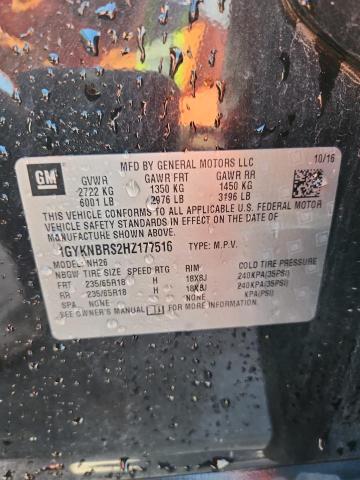 GM
MFD BY GENERAL MOTORS LLC 10/16
GVWR GAWR FRT GAWR RR
2722 KG 1350 KG 1450 KG
6001 LB 2976 LB 3196 LB
THIS VEHICLE CONFORMS TO ALL APPLICABLE U.S. FEDERAL MOTOR
VEHICLE SAFETY STANDARDS IN EFFECT ON THE DATE OF
MANUFACTURE SHOWN ABOVE.
1GYKNBRS2HZ177516 TYPE: M.P.V.
MODEL: NH26
TIRE SIZE SPEED RTG RIM COLD TIRE PRESSURE
FRT 235/65R18 H 18X8J 240KPA(35PSI)
RR 235/65R18 H 18X8J 240KPA(35PSI)
SPA NONE NONE KPA(PSI)
SEE OWNER'S MANUAL FOR MORE INFORMATION.